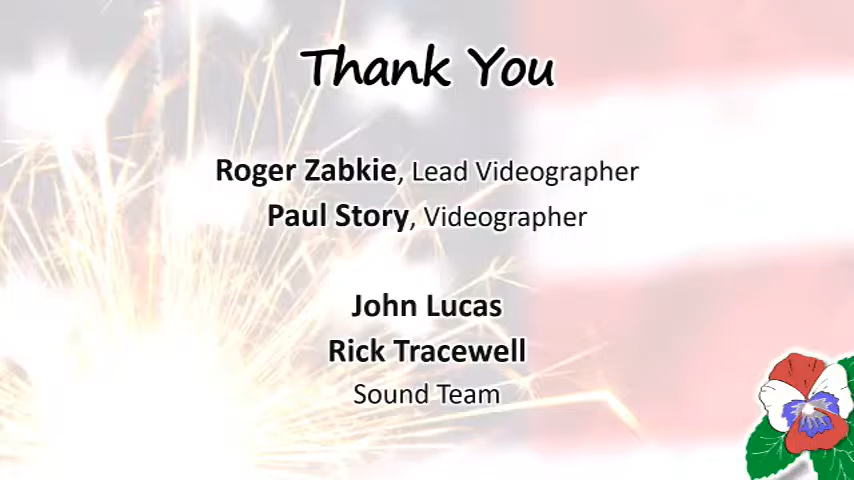 Thank You
Roger Zabkie, Lead Videographer
Paul Story, Videographer
John Lucas
Rick Tracewell
Sound Team